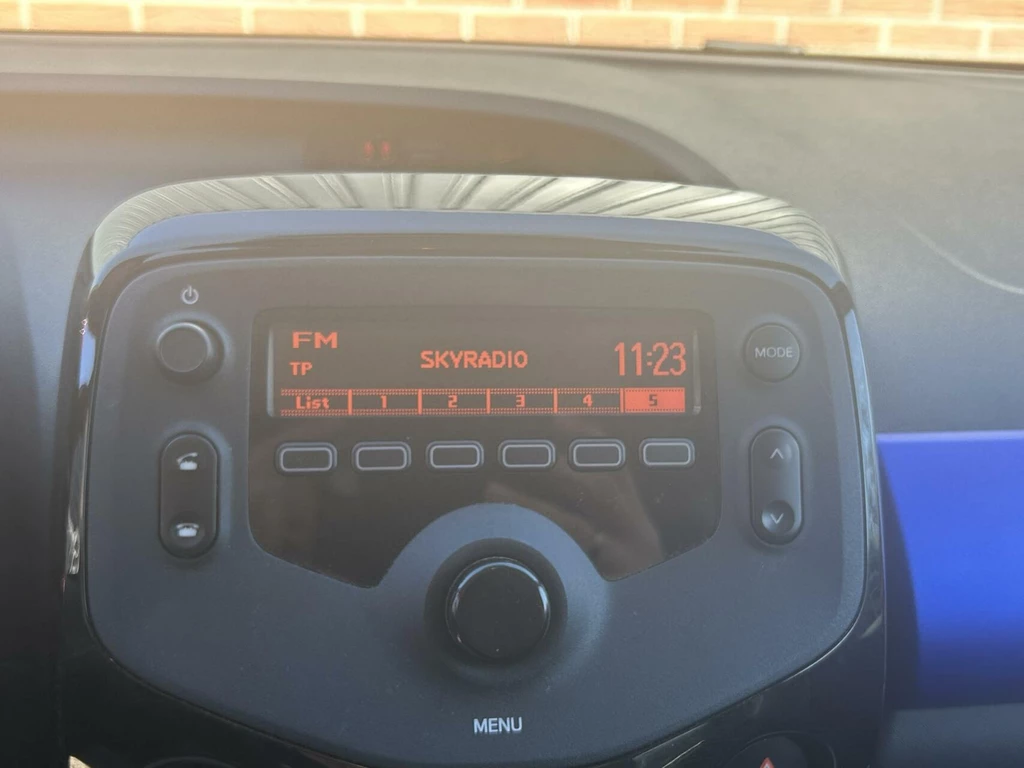 FM
TP
SKYRADIO
11:23
List 1 2 3 4 5
MODE
MENU